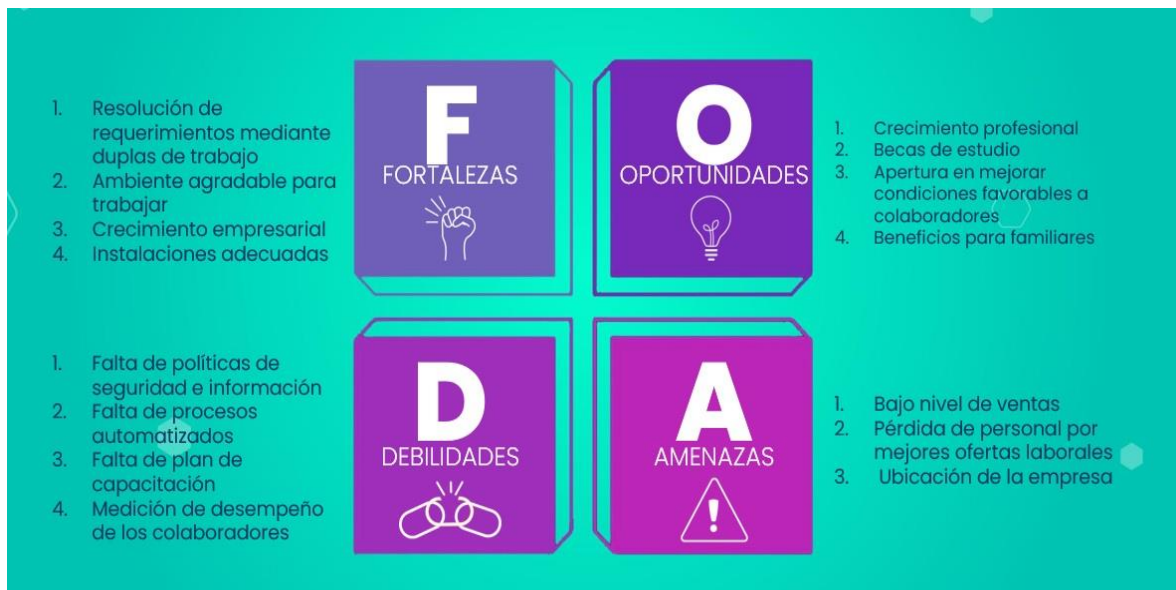 1. Resolución de
requerimientos mediante
duplas de trabajo
2. Ambiente agradable para
trabajar
3. Crecimiento empresarial
4. Instalaciones adecuadas
F
FORTALEZAS
O
OPORTUNIDADES
1. Crecimiento profesional
2. Becas de estudio
3. Apertura en mejorar
condiciones favorables a
colaboradores
4. Beneficios para familiares
1. Falta de políticas de
seguridad e información
2. Falta de procesos
automatizados
3. Falta de plan de
capacitación
4. Medición de desempeño
de los colaboradores
D
DEBILIDADES
A
AMENAZAS
1. Bajo nivel de ventas
2. Pérdida de personal por
mejores ofertas laborales
3. Ubicación de la empresa